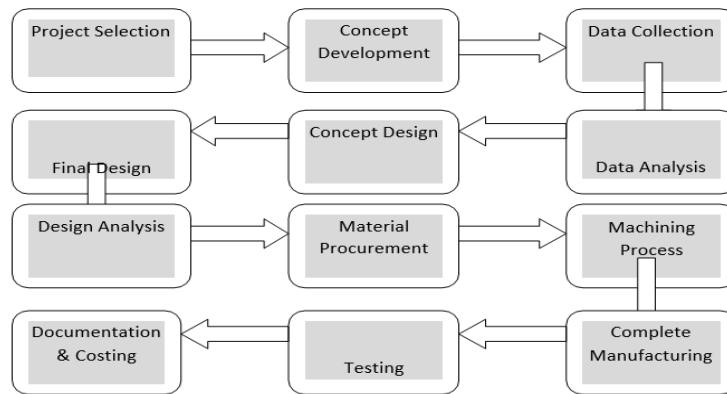 Project Selection
Concept
Development
Data Collection
Final Design
Concept Design
Data Analysis
Design Analysis
Material
Procurement
Machining
Process
Documentation
& Costing
Testing
Complete
Manufacturing